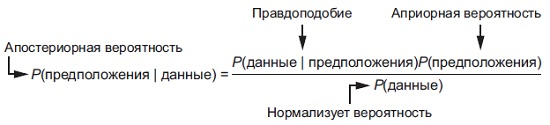 Правдоподобие Априорная вероятность
Апостериорная вероятность
P(предположения | данные) = P(данные | предположения)P(предположения)
P(данные)
Нормализует вероятность